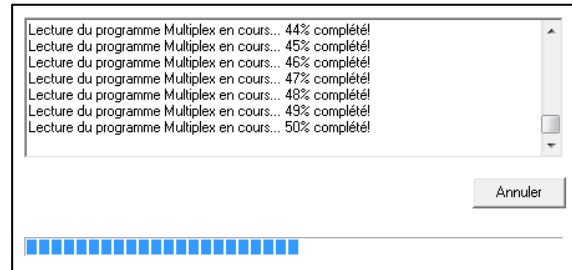 Lecture du programme Multiplex en cours... 44% complété!
Lecture du programme Multiplex en cours... 45% complété!
Lecture du programme Multiplex en cours... 46% complété!
Lecture du programme Multiplex en cours... 47% complété!
Lecture du programme Multiplex en cours... 48% complété!
Lecture du programme Multiplex en cours... 49% complété!
Lecture du programme Multiplex en cours... 50% complété!
Annuler